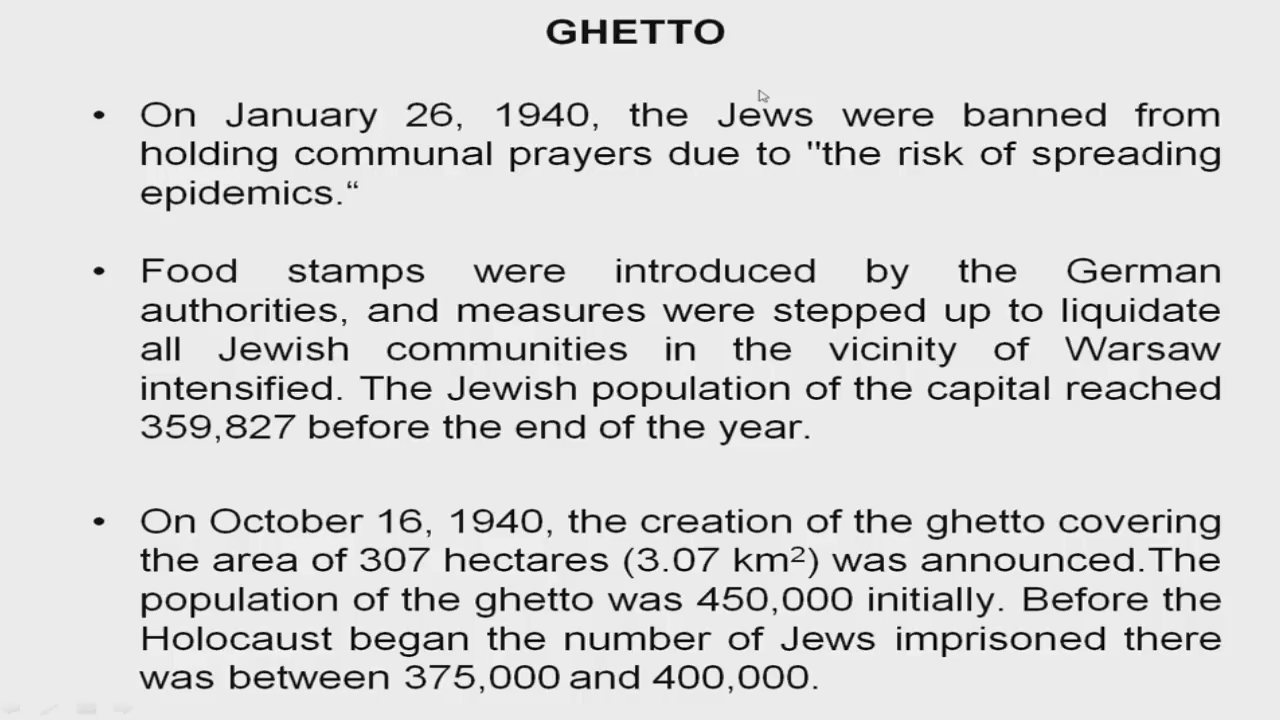 GHETTO
• On January 26, 1940, the Jews were banned from
holding communal prayers due to "the risk of spreading
epidemics.“
• Food stamps were introduced by the German
authorities, and measures were stepped up to liquidate
all Jewish communities in the vicinity of Warsaw
intensified. The Jewish population of the capital reached
359,827 before the end of the year.
• On October 16, 1940, the creation of the ghetto covering
the area of 307 hectares (3.07 km²) was announced.The
population of the ghetto was 450,000 initially. Before the
Holocaust began the number of Jews imprisoned there
was between 375,000 and 400,000.